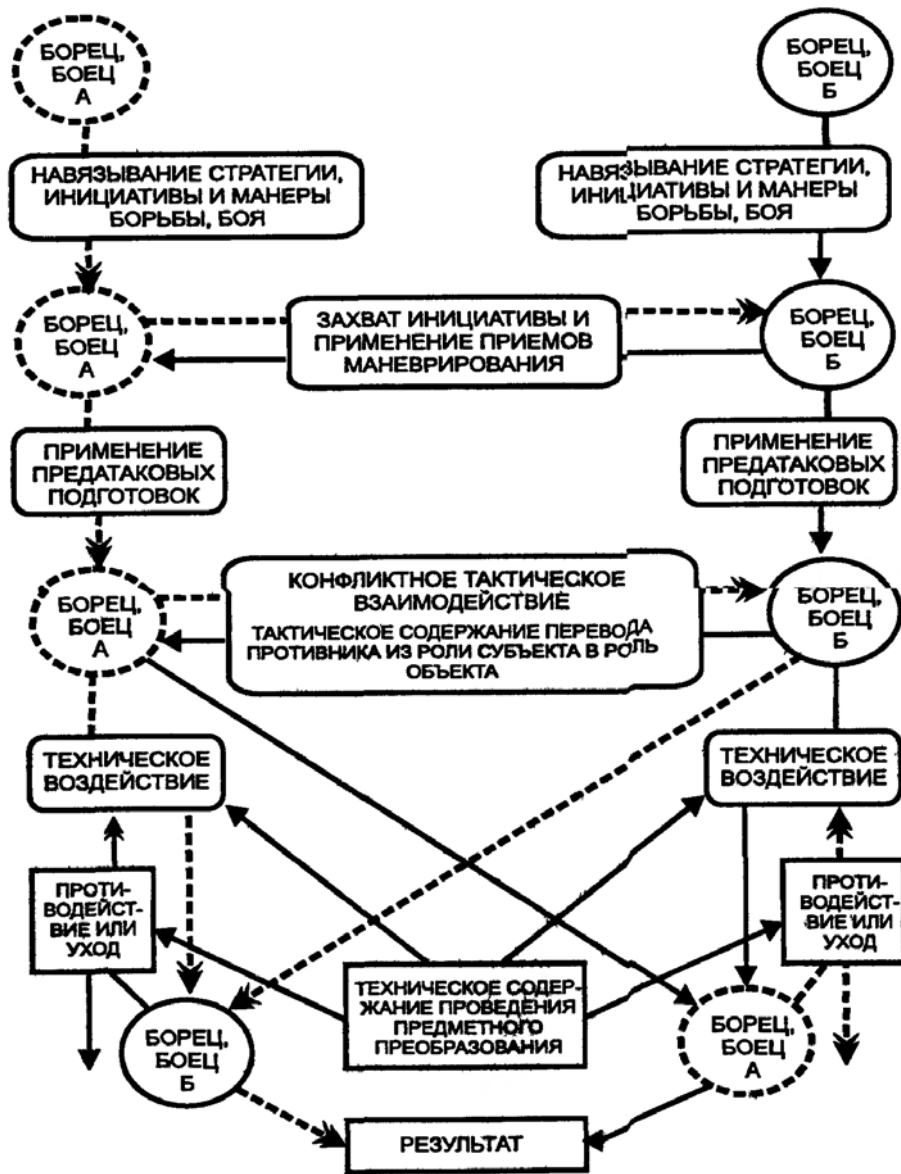 БОРЕЦ,
БОЕЦ
А
БОРЕЦ,
БОЕЦ
Б
НАВЯЗЫВАНИЕ СТРАТЕГИИ,
ИНИЦИАТИВЫ И МАНЕРЫ
БОРЬБЫ, БОЯ
НАВЯЗЫВАНИЕ СТРАТЕГИИ,
ИНИЦИАТИВЫ И МАНЕРЫ
БОРЬБЫ, БОЯ
БОРЕЦ,
БОЕЦ
А
ЗАХВАТ ИНИЦИАТИВЫ И
ПРИМЕНЕНИЕ ПРИЕМОВ
МАНЕВРИРОВАНИЯ
БОРЕЦ,
БОЕЦ
Б
ПРИМЕНЕНИЕ
ПРЕДАТАКОВЫХ
ПОДГОТОВОК
ПРИМЕНЕНИЕ
ПРЕДАТАКОВЫХ
ПОДГОТОВОК
БОРЕЦ,
БОЕЦ
А
КОНФЛИКТНОЕ ТАКТИЧЕСКОЕ
ВЗАИМОДЕЙСТВИЕ
ТАКТИЧЕСКОЕ СОДЕРЖАНИЕ ПЕРЕВОДА
ПРОТИВНИКА ИЗ РОЛИ СУБЪЕКТА В РОЛЬ
ОБЪЕКТА
БОРЕЦ,
БОЕЦ
Б
ТЕХНИЧЕСКОЕ
ВОЗДЕЙСТВИЕ
ТЕХНИЧЕСКОЕ
ВОЗДЕЙСТВИЕ
ПРОТИ-
ВОДЕЙСТ-
ВИЕ ИЛИ
УХОД
ПРОТИ-
ВОДЕЙСТ-
ВИЕ ИЛИ
УХОД
ТЕХНИЧЕСКОЕ СОДЕР-
ЖАНИЕ ПРОВЕДЕНИЯ
ПРЕДМЕТНОГО
ПРЕОБРАЗОВАНИЯ
БОРЕЦ,
БОЕЦ
Б
БОРЕЦ,
БОЕЦ
А
РЕЗУЛЬТАТ